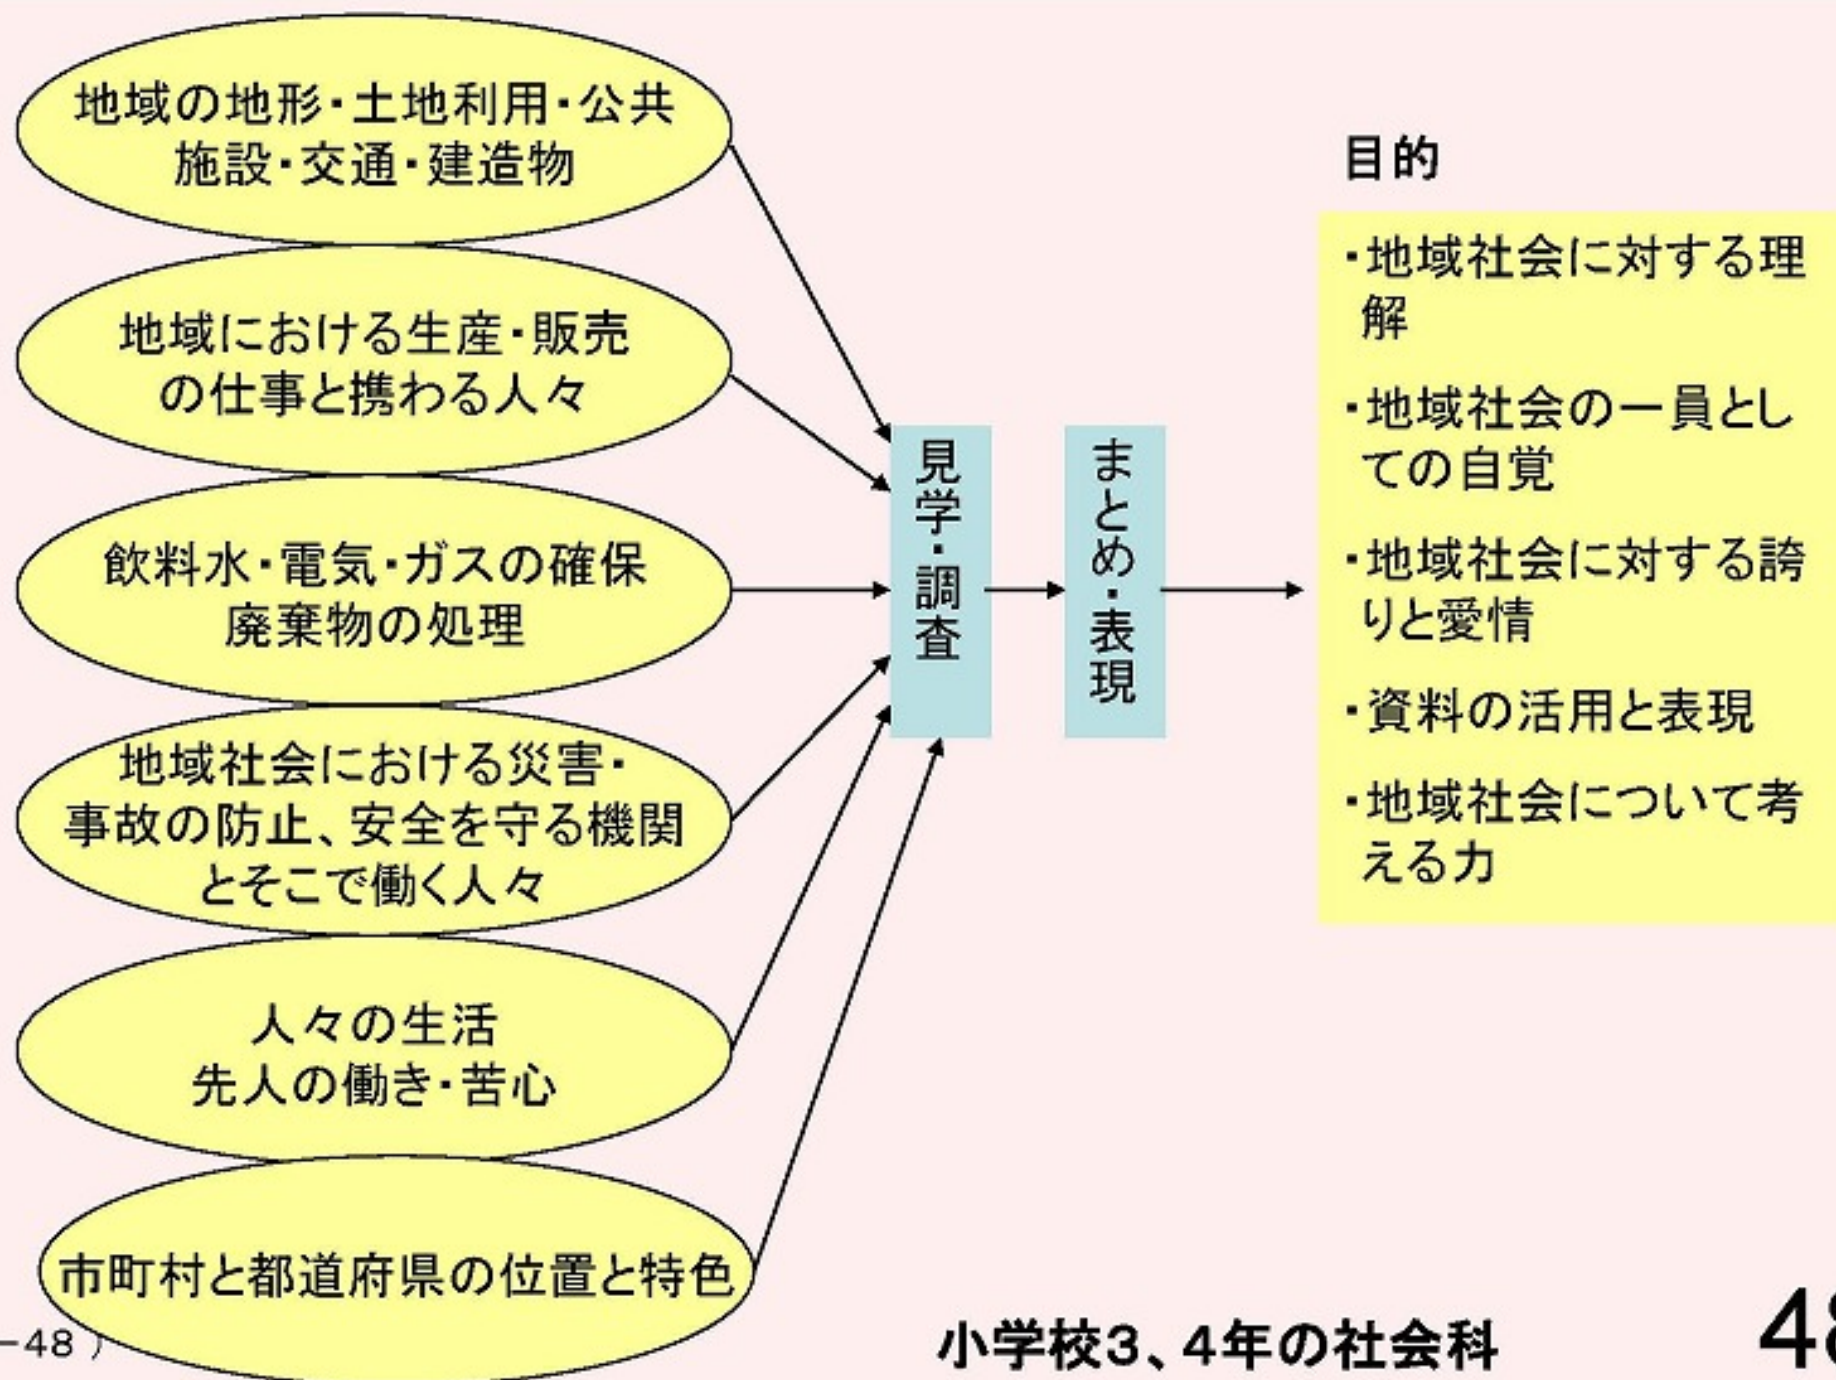 地域の地形・土地利用・公共
施設・交通・建造物
地域における生産・販売
の仕事と携わる人々
飲料水・電気・ガスの確保
廃棄物の処理
地域社会における災害・
事故の防止、安全を守る機関
とそこで働く人々
人々の生活
先人の働き・苦心
市町村と都道府県の位置と特色
見学・調査
まとめ・表現
目的
・地域社会に対する理
解
・地域社会の一員とし
ての自覚
・地域社会に対する誇
りと愛情
・資料の活用と表現
・地域社会について考
える力
-48 )
小学校3、4年の社会科
48